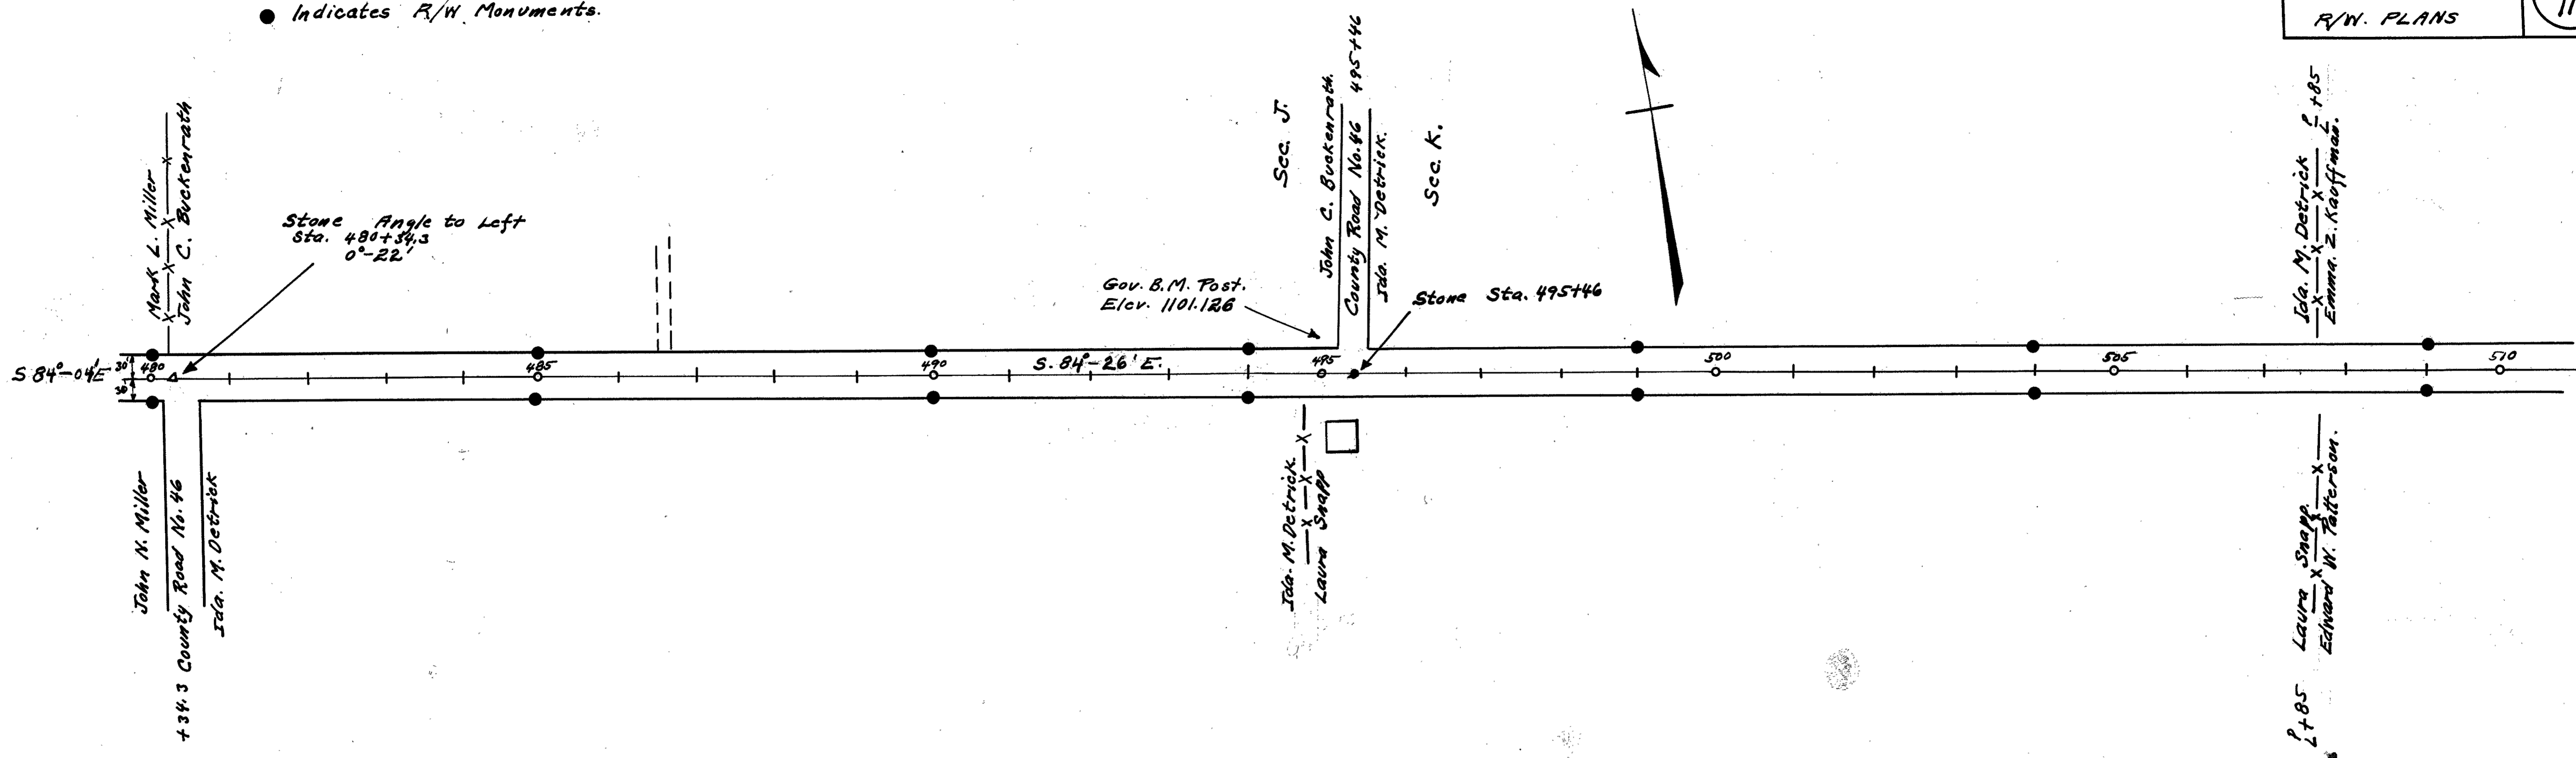 ● Indicates R/W. Monuments.
R/W. PLANS
11
Mark L. Miller
John C. Buckenrath
Stone Angle to Left
Sta. 480+34.3
0°-22'
Sec. J.
John C. Buckenrath.
County Road No. 46 495+46
Ida. M. Detrick.
Sec. K.
Gov. B.M. Post.
Elev. 1101.126
Stone Sta. 495+46
Ida. M. Detrick P/L +85
Emma. Z. Kauffman.
S 84°-04'E
30'
30'
480
485
490
S. 84°-26' E.
495
500
505
510
John N. Miller
+34.3 County Road No. 46
Ida. M. Detrick
Ida. M. Detrick.
Laura Snapp
P/L +85 Laura Snapp.
Edward W. Patterson.